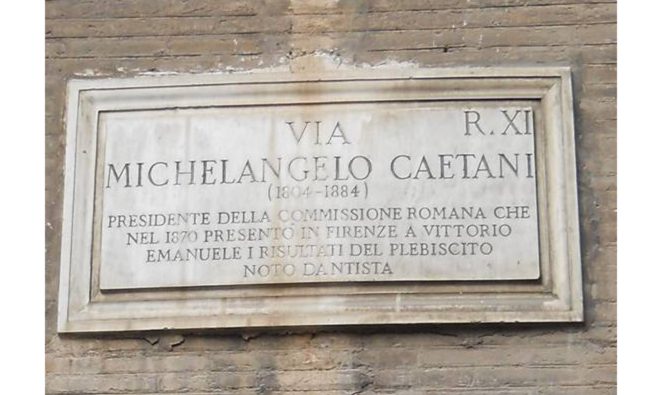 VIA R. XI
MICHELANGELO CAETANI
(1804-1884)
PRESIDENTE DELLA COMMISSIONE ROMANA CHE
NEL 1870 PRESENTO IN FIRENZE A VITTORIO
EMANUELE I RISULTATI DEL PLEBISCITO
NOTO DANTISTA